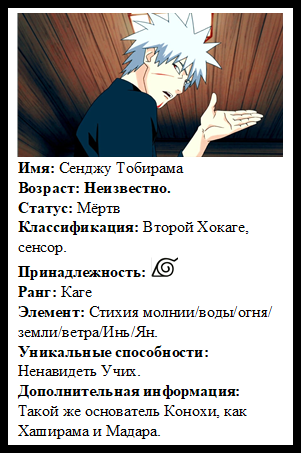 Имя: Сенджу Тобирама
Возраст: Неизвестно.
Статус: Мёртв
Классификация: Второй Хокаге,
сенсор.
Принадлежность:
Ранг: Каге
Элемент: Стихия молнии/воды/огня/
земли/ветра/Инь/Ян.
Уникальные способности:
Ненавидеть Учих.
Дополнительная информация:
Такой же основатель Конохи, как
Хаширама и Мадара.